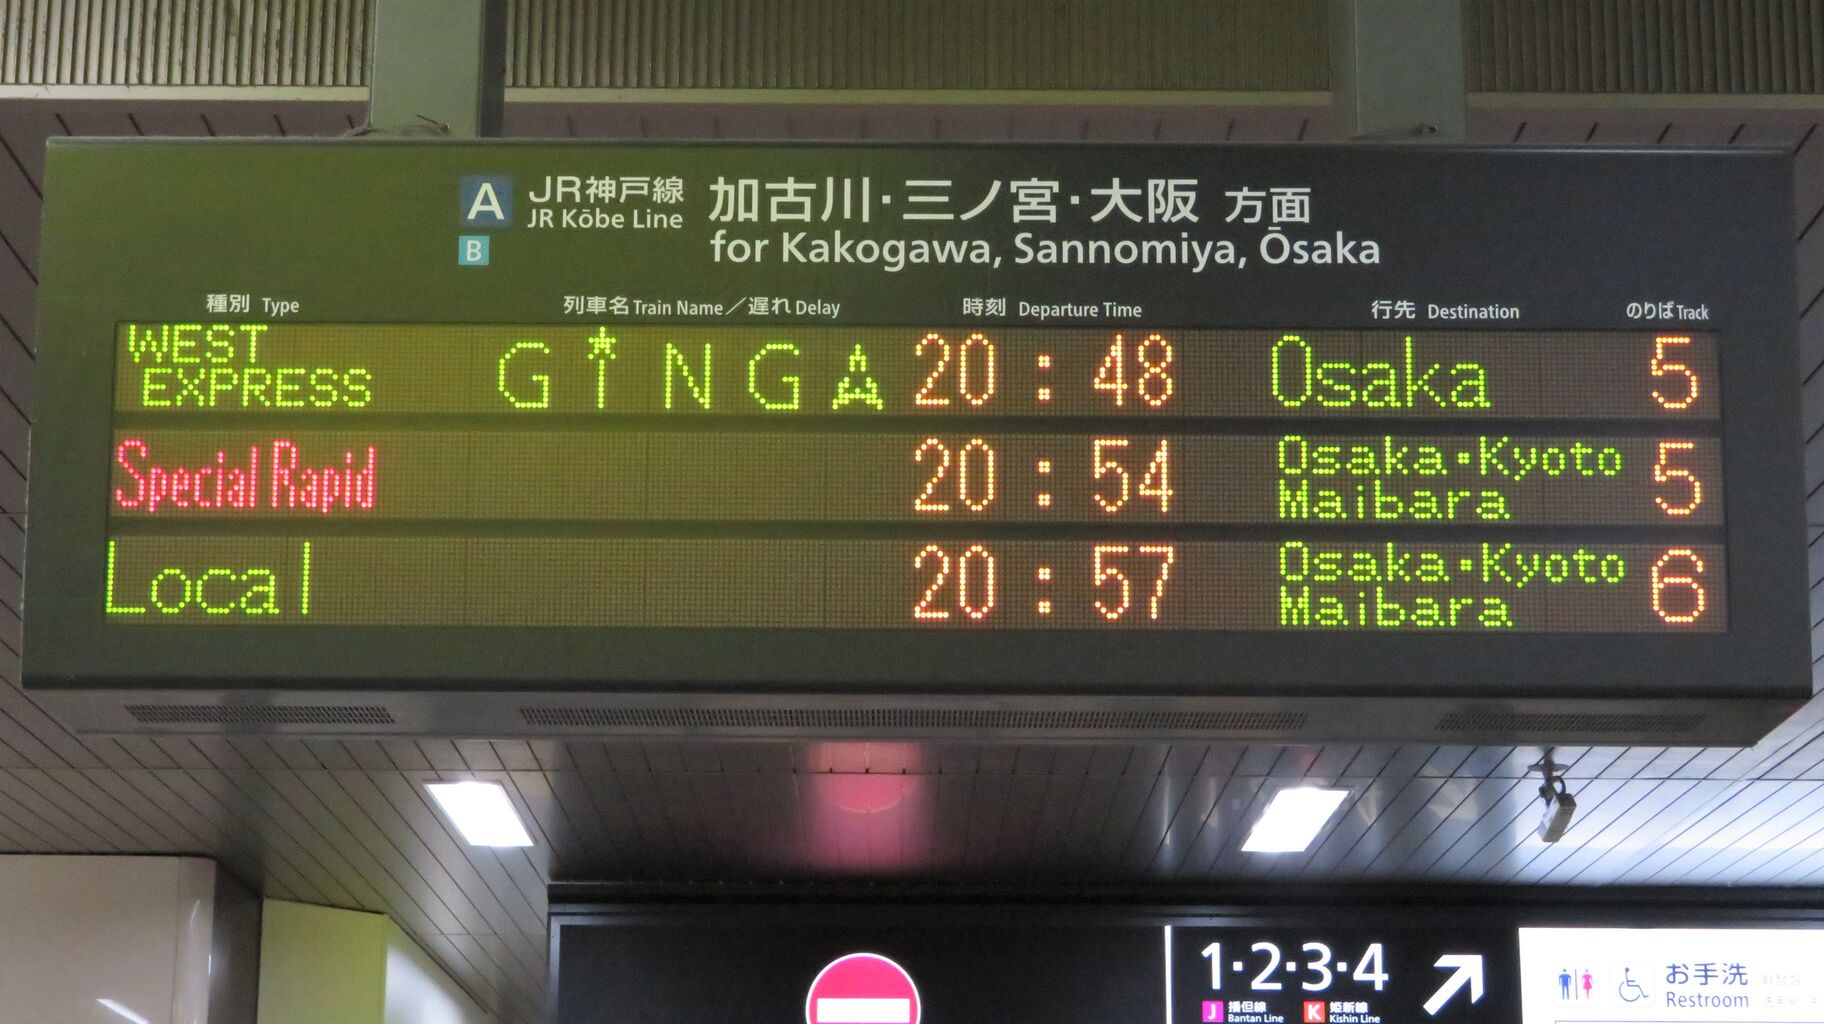 A JR神戸線 加古川・三ノ宮・大阪 方面
JR Kōbe Line
B for Kakogawa, Sannomiya, Ōsaka
種別 Type 列車名 Train Name／遅れ Delay 時刻 Departure Time 行先 Destination のりば Track
WEST
EXPRESS GINGA 20:48 Osaka 5
Special Rapid 20:54 Osaka・Kyoto
Maibara 5
Local 20:57 Osaka・Kyoto
Maibara 6
1・2・3・4
J 播但線
Bantan Line
K 姫新線
Kishin Line
お手洗
Restroom